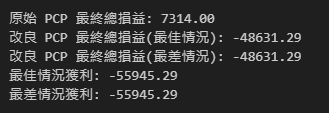 原始 PCP 最終總損益: 7314.00
改良 PCP 最終總損益(最佳情況): -48631.29
改良 PCP 最終總損益(最差情況): -48631.29
最佳情況獲利: -55945.29
最差情況獲利: -55945.29